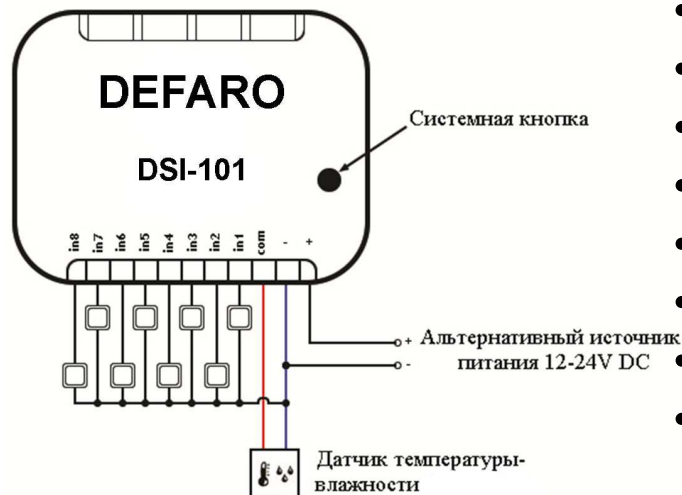 DEFARO
DSI-101
Системная кнопка
in8 in7 in6 in5 in4 in3 in2 in1 com - +
+ Альтернативный источник
- питания 12-24V DC
Датчик температуры-
влажности